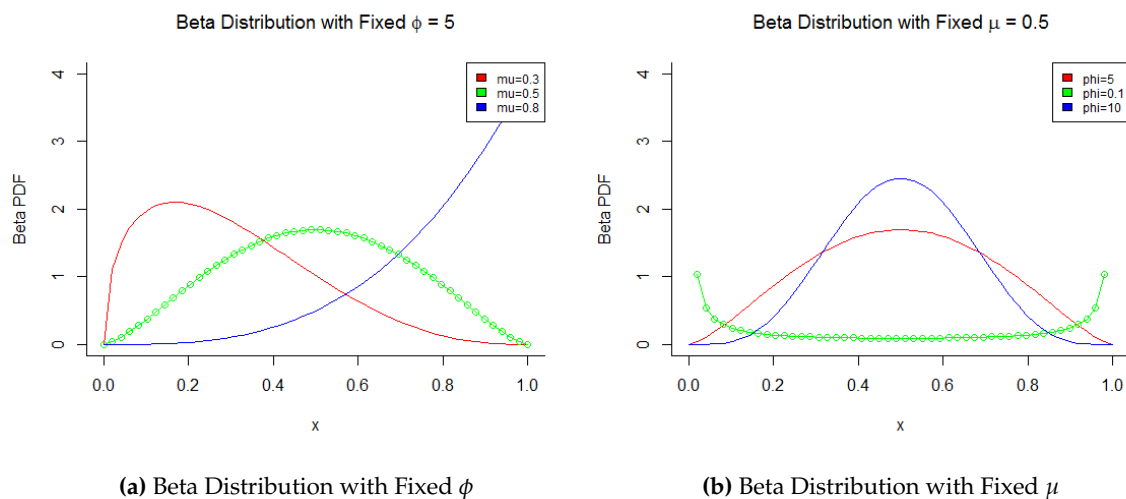 Beta Distribution with Fixed ϕ = 5
Beta PDF
4
3
2
1
0
mu=0.3
mu=0.5
mu=0.8
0.0 0.2 0.4 0.6 0.8 1.0
x
(a) Beta Distribution with Fixed ϕ
Beta Distribution with Fixed μ = 0.5
Beta PDF
4
3
2
1
0
phi=5
phi=0.1
phi=10
0.0 0.2 0.4 0.6 0.8 1.0
x
(b) Beta Distribution with Fixed μ